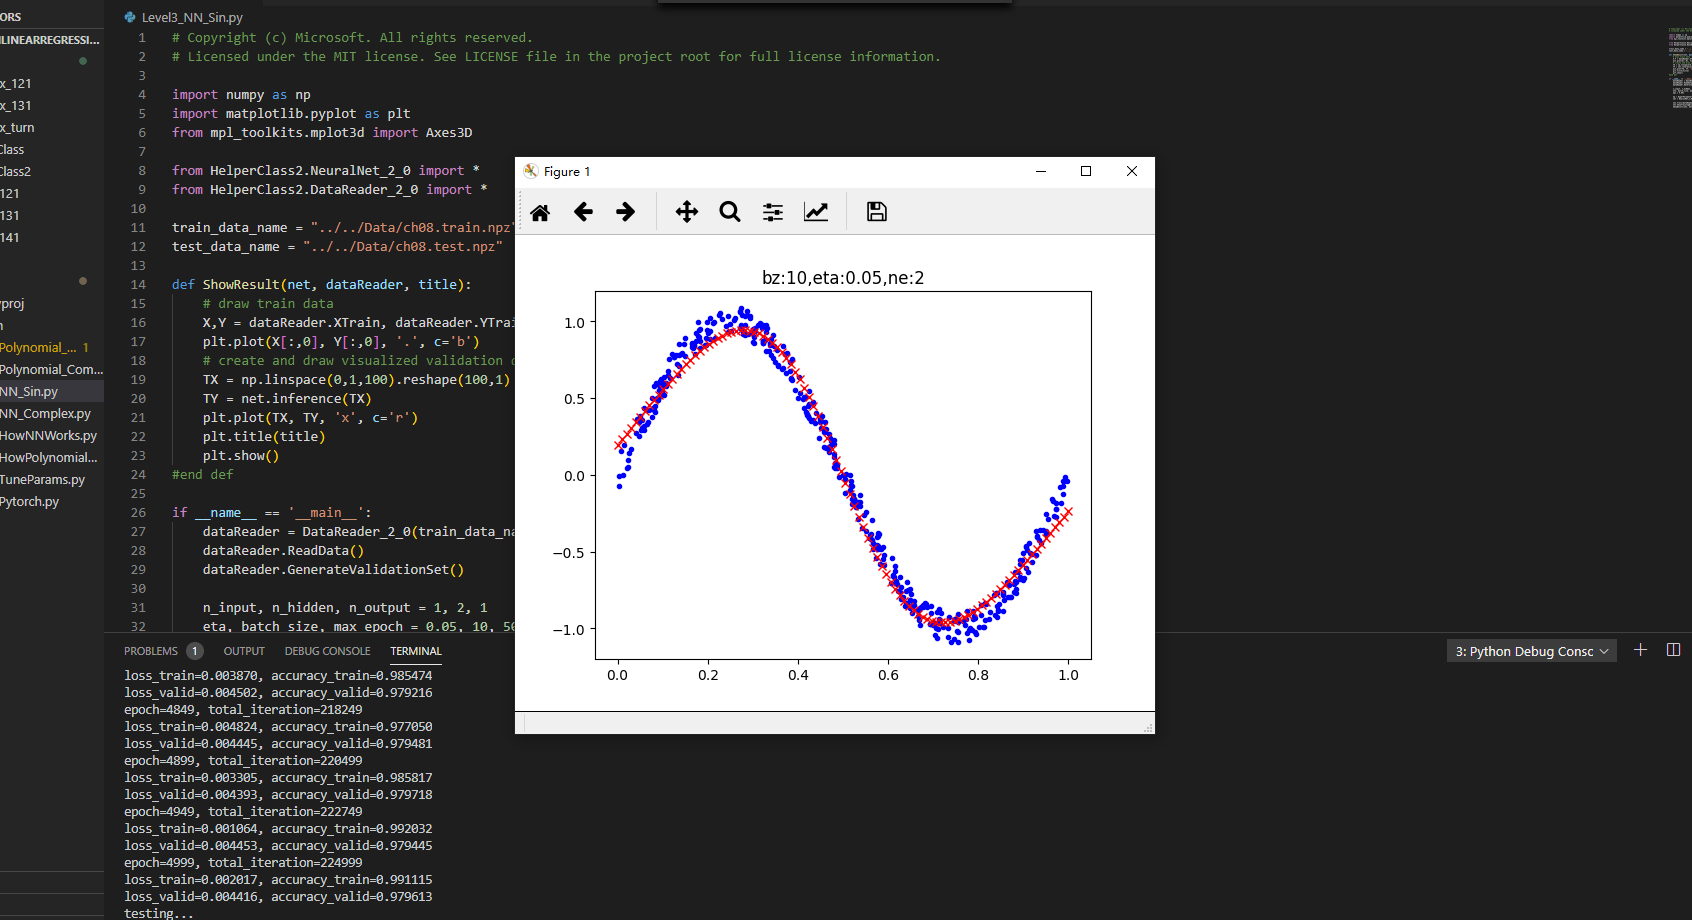 ORS
LINEARREGRESSI...
x_121
x_131
x_turn
Class
Class2
121
131
141
proj
n
Polynomial_... 1
Polynomial_Com...
NN_Sin.py
NN_Complex.py
HowNNWorks.py
HowPolynomial...
TuneParams.py
Pytorch.py
Level3_NN_Sin.py
1 # Copyright (c) Microsoft. All rights reserved.
2 # Licensed under the MIT license. See LICENSE file in the project root for full license information.
3
4 import numpy as np
5 import matplotlib.pyplot as plt
6 from mpl_toolkits.mplot3d import Axes3D
7
8 from HelperClass2.NeuralNet_2_0 import *
9 from HelperClass2.DataReader_2_0 import *
10
11 train_data_name = "../../Data/ch08.train.npz"
12 test_data_name = "../../Data/ch08.test.npz"
13
14 def ShowResult(net, dataReader, title):
15 # draw train data
16 X,Y = dataReader.XTrain, dataReader.YTrai
17 plt.plot(X[:,0], Y[:,0], '.', c='b')
18 # create and draw visualized validation d
19 TX = np.linspace(0,1,100).reshape(100,1)
20 TY = net.inference(TX)
21 plt.plot(TX, TY, 'x', c='r')
22 plt.title(title)
23 plt.show()
24 #end def
25
26 if __name__ == '__main__':
27 dataReader = DataReader_2_0(train_data_na
28 dataReader.ReadData()
29 dataReader.GenerateValidationSet()
30
31 n_input, n_hidden, n_output = 1, 2, 1
32 eta, batch_size, max_epoch = 0.05, 10, 50
Figure 1
bz:10,eta:0.05,ne:2
1.0
0.5
0.0
−0.5
−1.0
0.0 0.2 0.4 0.6 0.8 1.0
PROBLEMS 1 OUTPUT DEBUG CONSOLE TERMINAL
3: Python Debug Consc
loss_train=0.003870, accuracy_train=0.985474
loss_valid=0.004502, accuracy_valid=0.979216
epoch=4849, total_iteration=218249
loss_train=0.004824, accuracy_train=0.977050
loss_valid=0.004445, accuracy_valid=0.979481
epoch=4899, total_iteration=220499
loss_train=0.003305, accuracy_train=0.985817
loss_valid=0.004393, accuracy_valid=0.979718
epoch=4949, total_iteration=222749
loss_train=0.001064, accuracy_train=0.992032
loss_valid=0.004453, accuracy_valid=0.979445
epoch=4999, total_iteration=224999
loss_train=0.002017, accuracy_train=0.991115
loss_valid=0.004416, accuracy_valid=0.979613
testing...